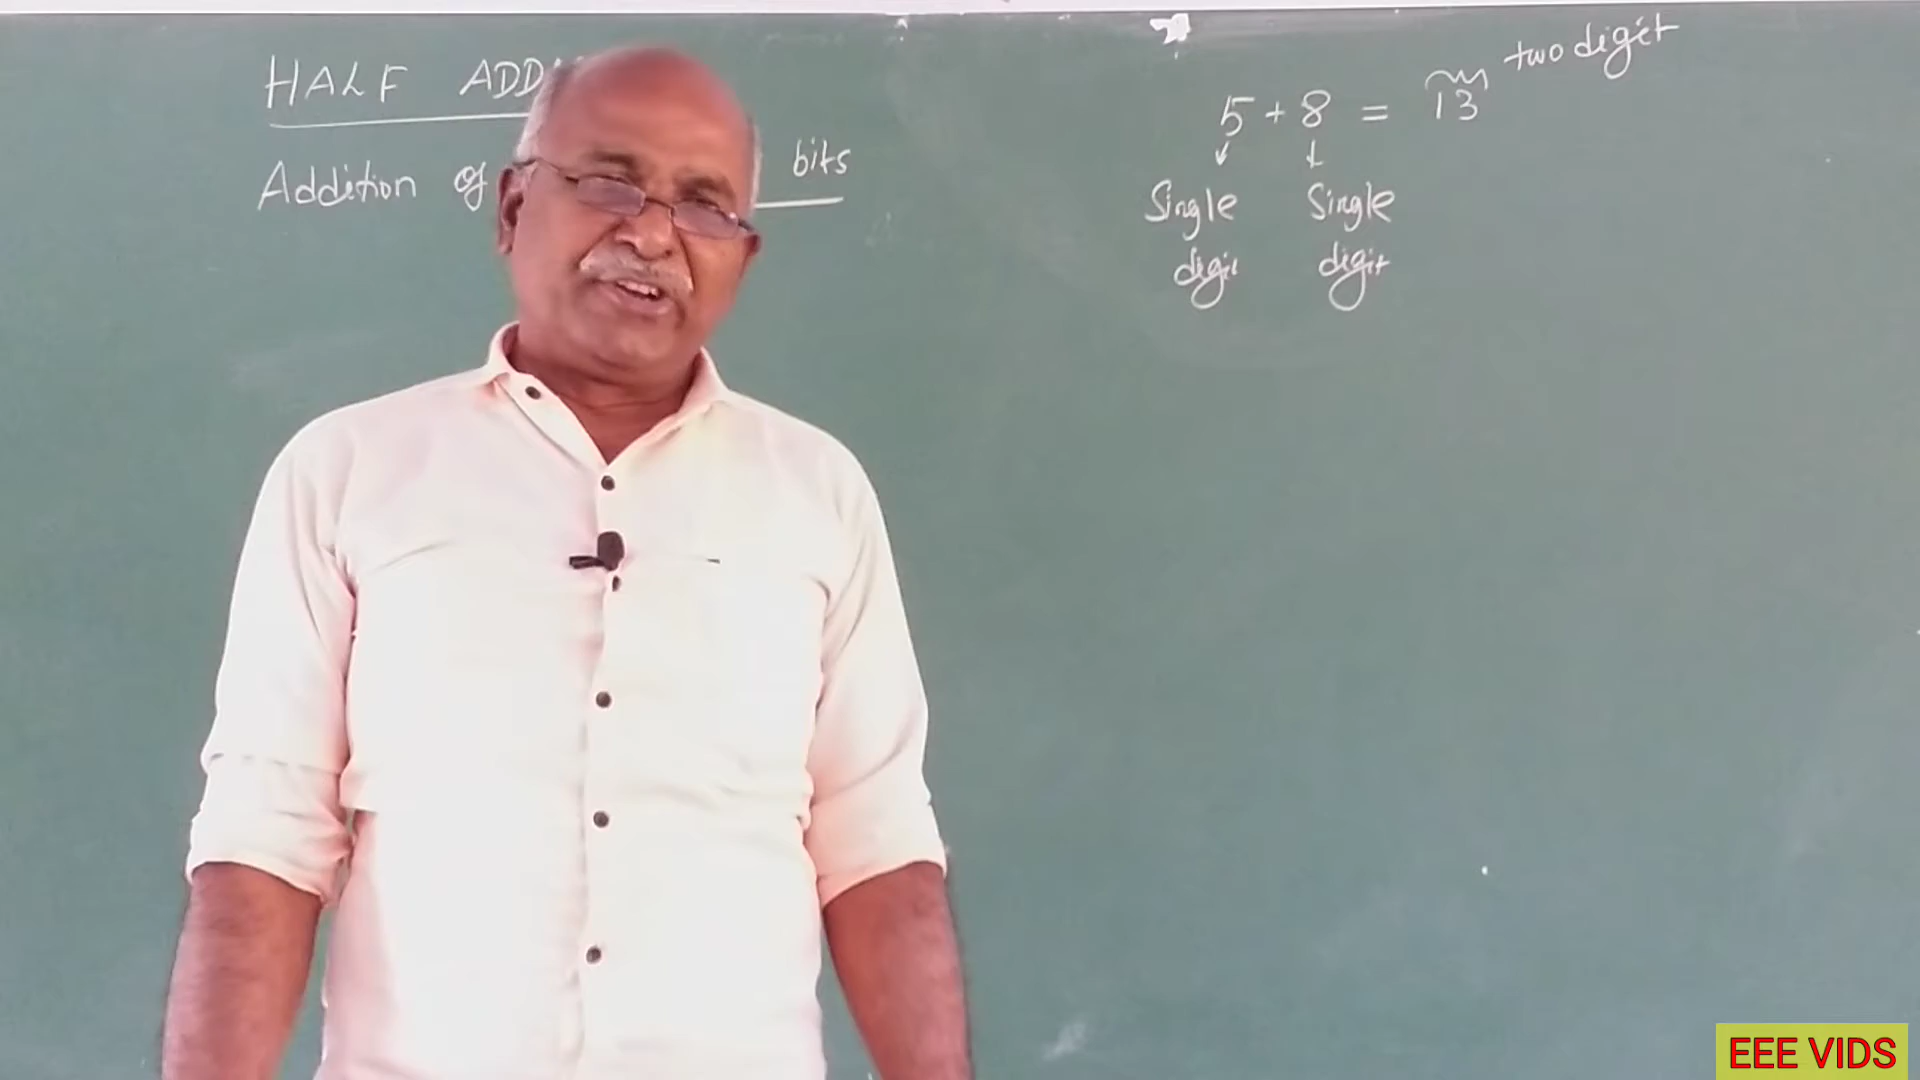 HALF ADD
Addition of bits
5 + 8 = 13 two digit
Single Single
digit digit
EEE VIDS